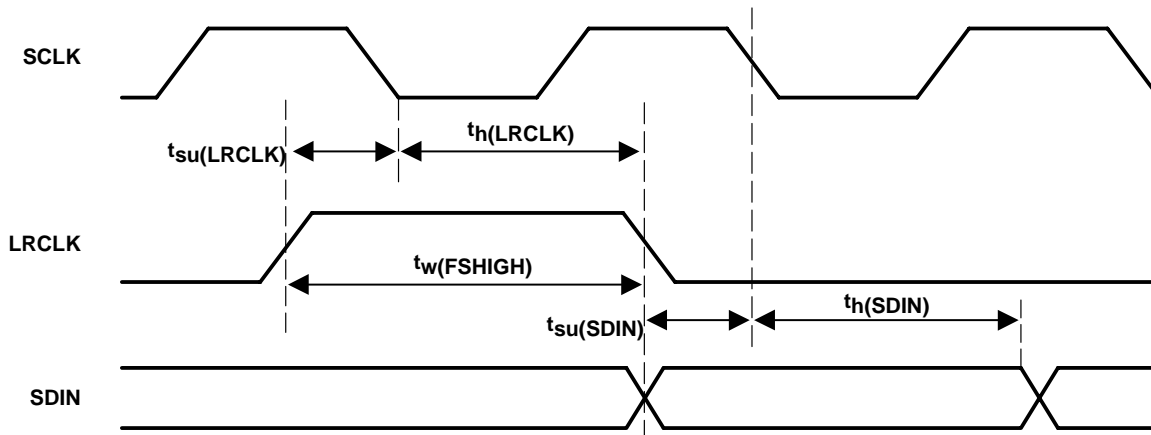 SCLK
th(LRCLK)
tsu(LRCLK)
LRCLK
tw(FSHIGH)
th(SDIN)
tsu(SDIN)
SDIN